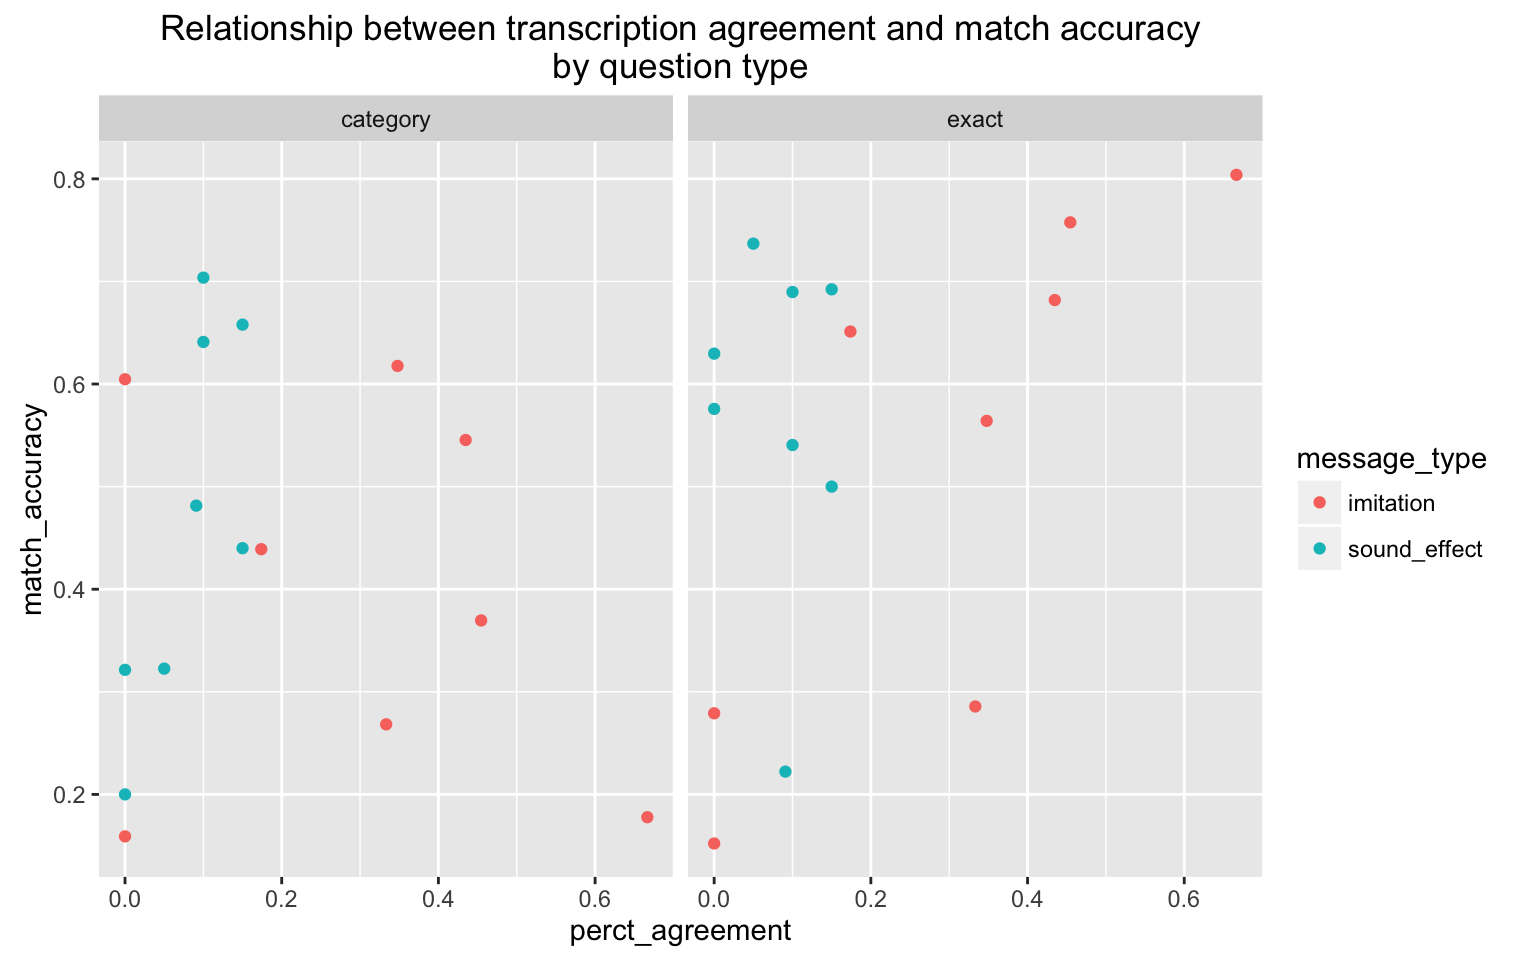 Relationship between transcription agreement and match accuracy
by question type
category
exact
0.8
0.6
0.4
0.2
match_accuracy
0.0
0.2
0.4
0.6
0.0
0.2
0.4
0.6
perct_agreement
message_type
imitation
sound_effect